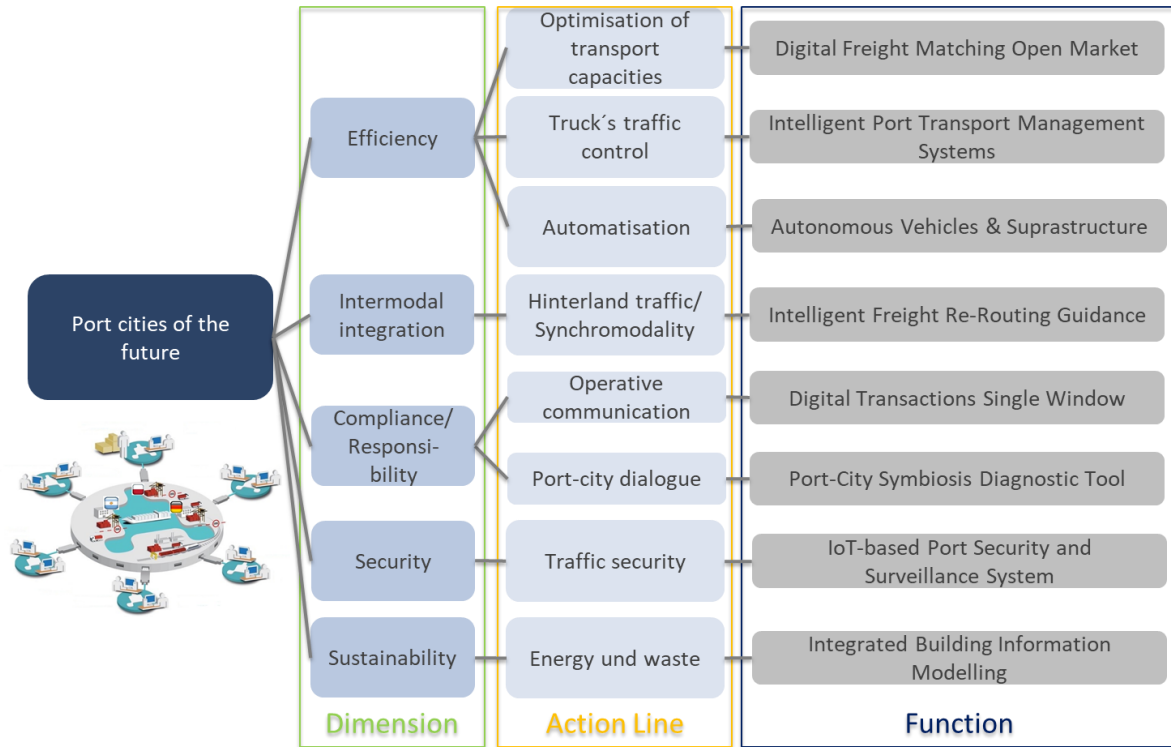 Optimisation of
transport
capacities
Digital Freight Matching Open Market
Efficiency
Truck´s traffic
control
Intelligent Port Transport Management
Systems
Automatisation
Autonomous Vehicles & Suprastructure
Port cities of the
future
Intermodal
integration
Hinterland traffic/
Synchromodality
Intelligent Freight Re-Routing Guidance
Compliance/
Responsi-
bility
Operative
communication
Digital Transactions Single Window
Port-city dialogue
Port-City Symbiosis Diagnostic Tool
Security
Traffic security
IoT-based Port Security and
Surveillance System
Sustainability
Energy und waste
Integrated Building Information
Modelling
Dimension
Action Line
Function